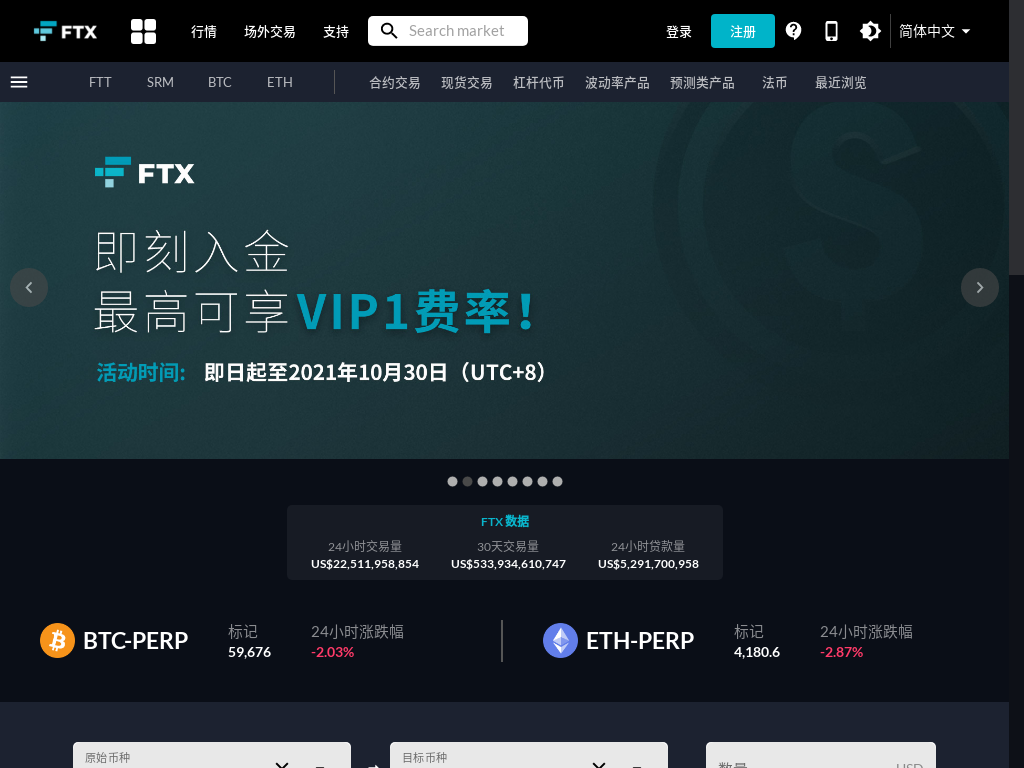 FTX
行情
场外交易
支持
Search market
登录
注册
简体中文
FTT
SRM
BTC
ETH
合约交易
现货交易
杠杆代币
波动率产品
预测类产品
法币
最近浏览
FTX
即刻入金
最高可享VIP1费率！
活动时间: 即日起至2021年10月30日（UTC+8）
FTX 数据
24小时交易量
US$22,511,958,854
30天交易量
US$533,934,610,747
24小时贷款量
US$5,291,700,958
BTC-PERP
标记
59,676
24小时涨跌幅
-2.03%
ETH-PERP
标记
4,180.6
24小时涨跌幅
-2.87%
原始币种
目标币种
数量
USD